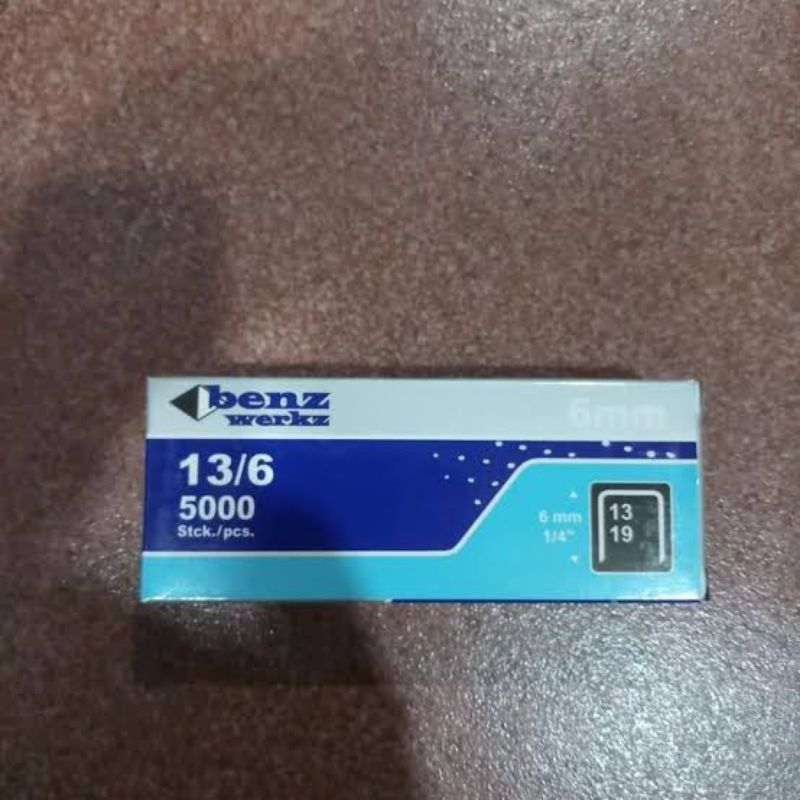 benz
werkz
6mm
13/6
5000
Stck./pcs.
6 mm
1/4"
13
19